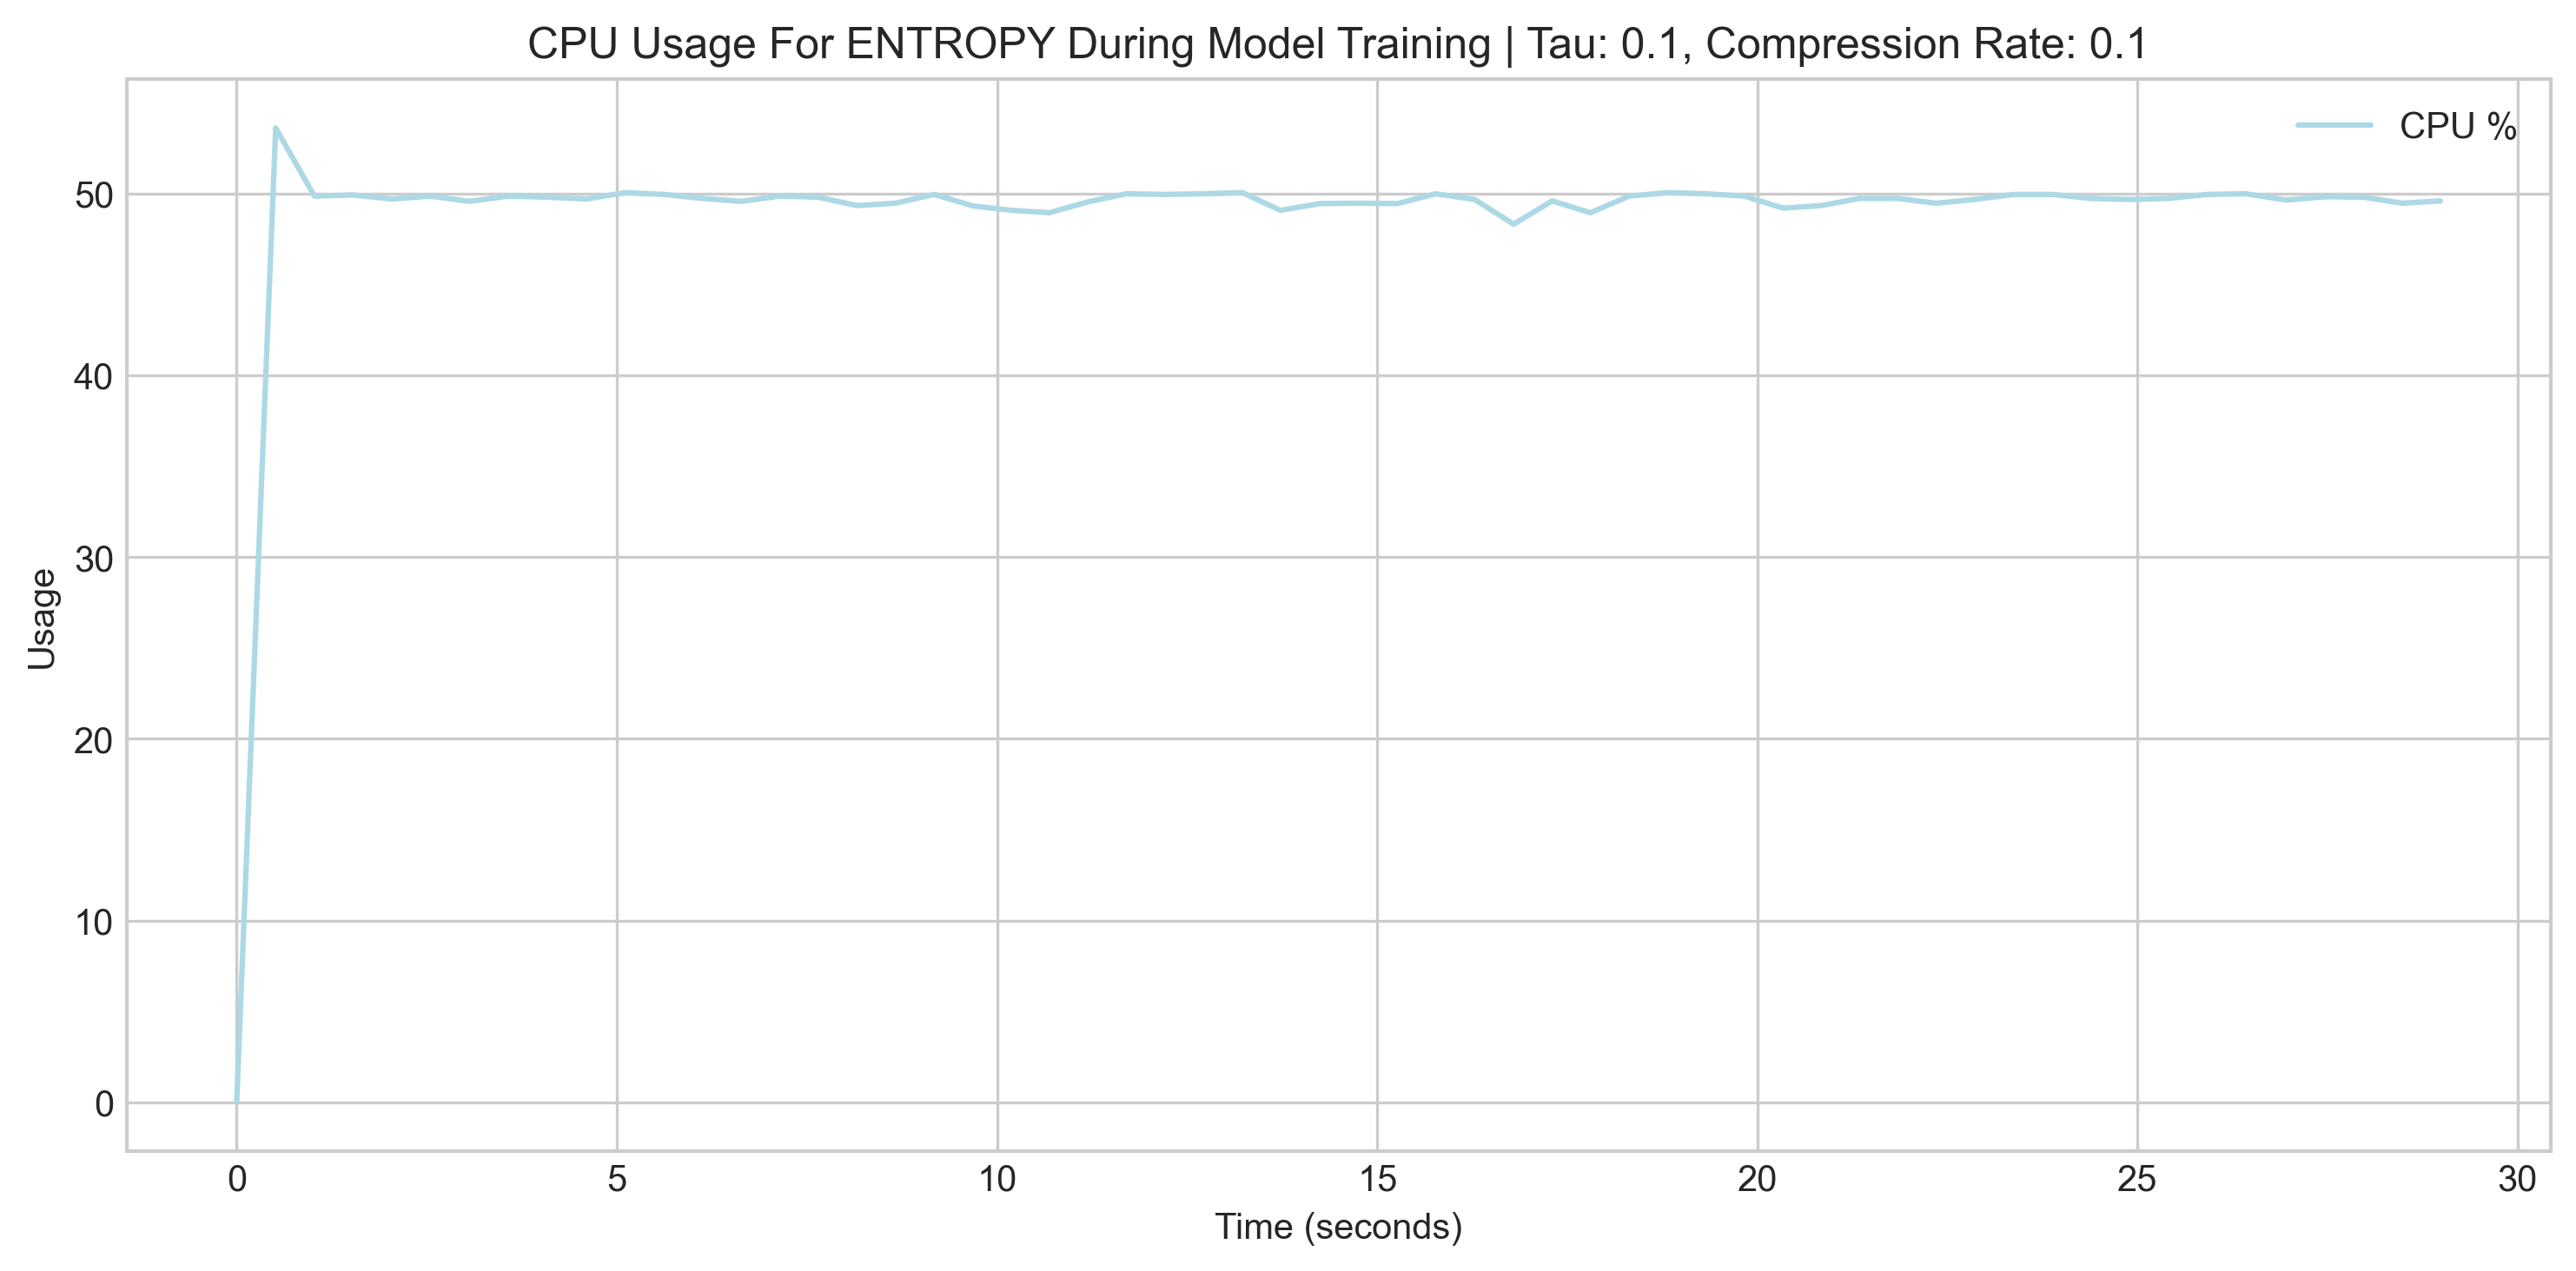 CPU Usage For ENTROPY During Model Training | Tau: 0.1, Compression Rate: 0.1
CPU %
50
40
30
20
10
0
Usage
0 5 10 15 20 25 30
Time (seconds)